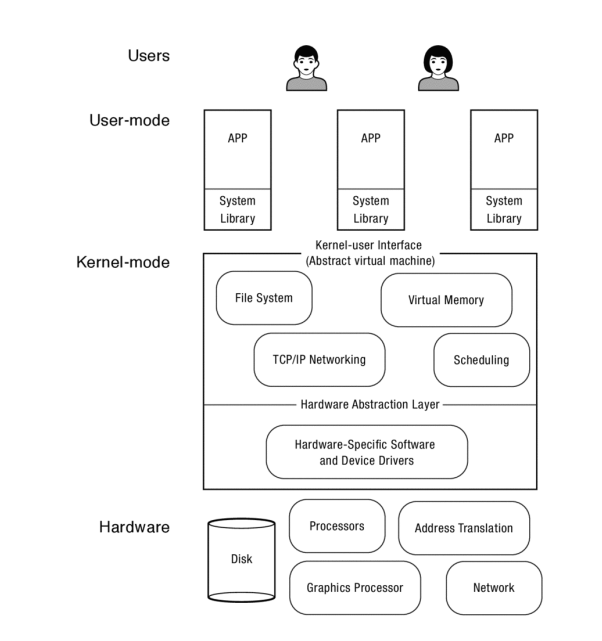 Users
User-mode
APP
APP
APP
System
Library
System
Library
System
Library
Kernel-mode
Kernel-user Interface
(Abstract virtual machine)
File System
Virtual Memory
TCP/IP Networking
Scheduling
Hardware Abstraction Layer
Hardware-Specific Software
and Device Drivers
Hardware
Disk
Processors
Address Translation
Graphics Processor
Network